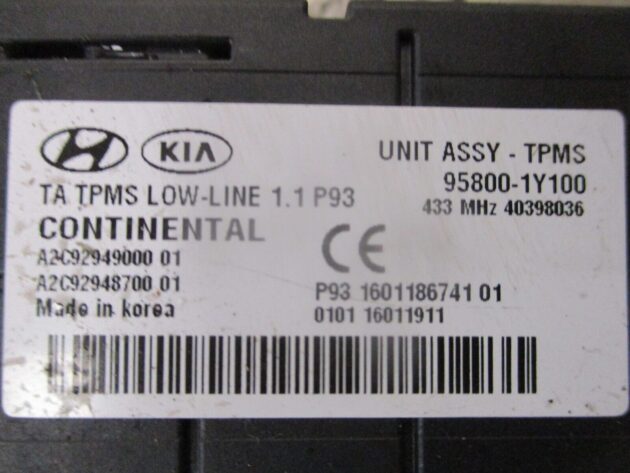 KIA
UNIT ASSY - TPMS
TA TPMS LOW-LINE 1.1 P93
95800-1Y100
433 MHz 40398036
CONTINENTAL
CE
A2C92949000 01
A2C92948700 01
Made in korea
P93 1601186741 01
0101 16011911